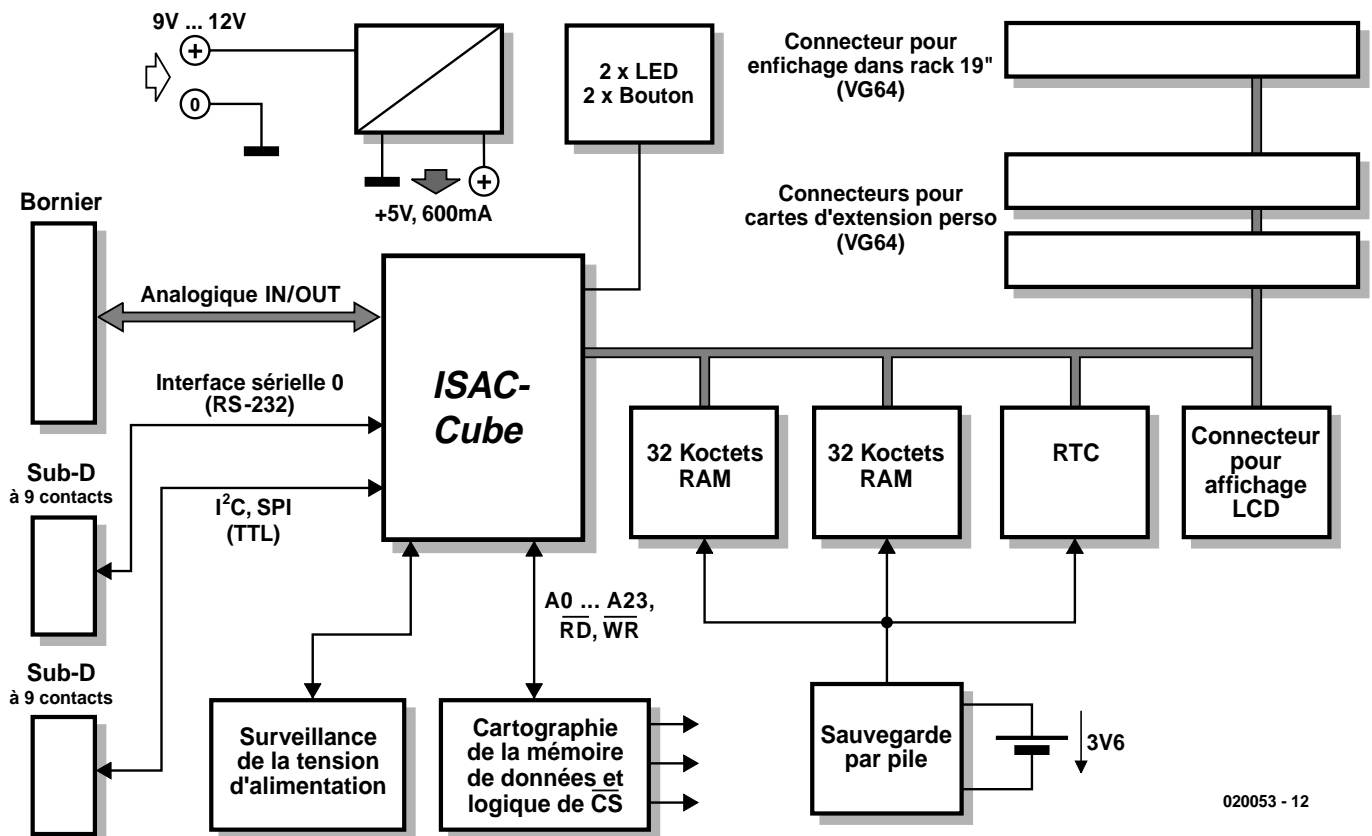 9V ... 12V
+
0
+
+5V, 600mA
2 x LED
2 x Bouton
Connecteur pour
enfichage dans rack 19"
(VG64)
Connecteurs pour
cartes d'extension perso
(VG64)
Bornier
Analogique IN/OUT
Interface sérielle 0
(RS-232)
Sub-D
à 9 contacts
I²C, SPI
(TTL)
Sub-D
à 9 contacts
ISAC-
Cube
32 Koctets
RAM
32 Koctets
RAM
RTC
Connecteur
pour
affichage
LCD
A0 ... A23,
R̅D̅, W̅R̅
Surveillance
de la tension
d'alimentation
Cartographie
de la mémoire
de données et
logique de C̅S̅
Sauvegarde
par pile
3V6
020053 - 12